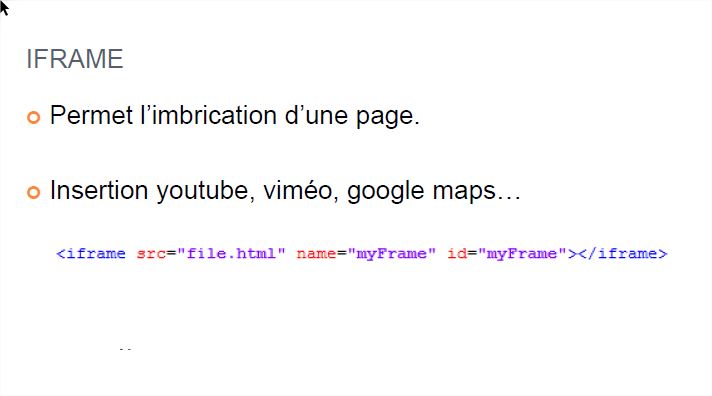 IFRAME
Permet l’imbrication d’une page.
Insertion youtube, viméo, google maps…
<iframe src="file.html" name="myFrame" id="myFrame"></iframe>